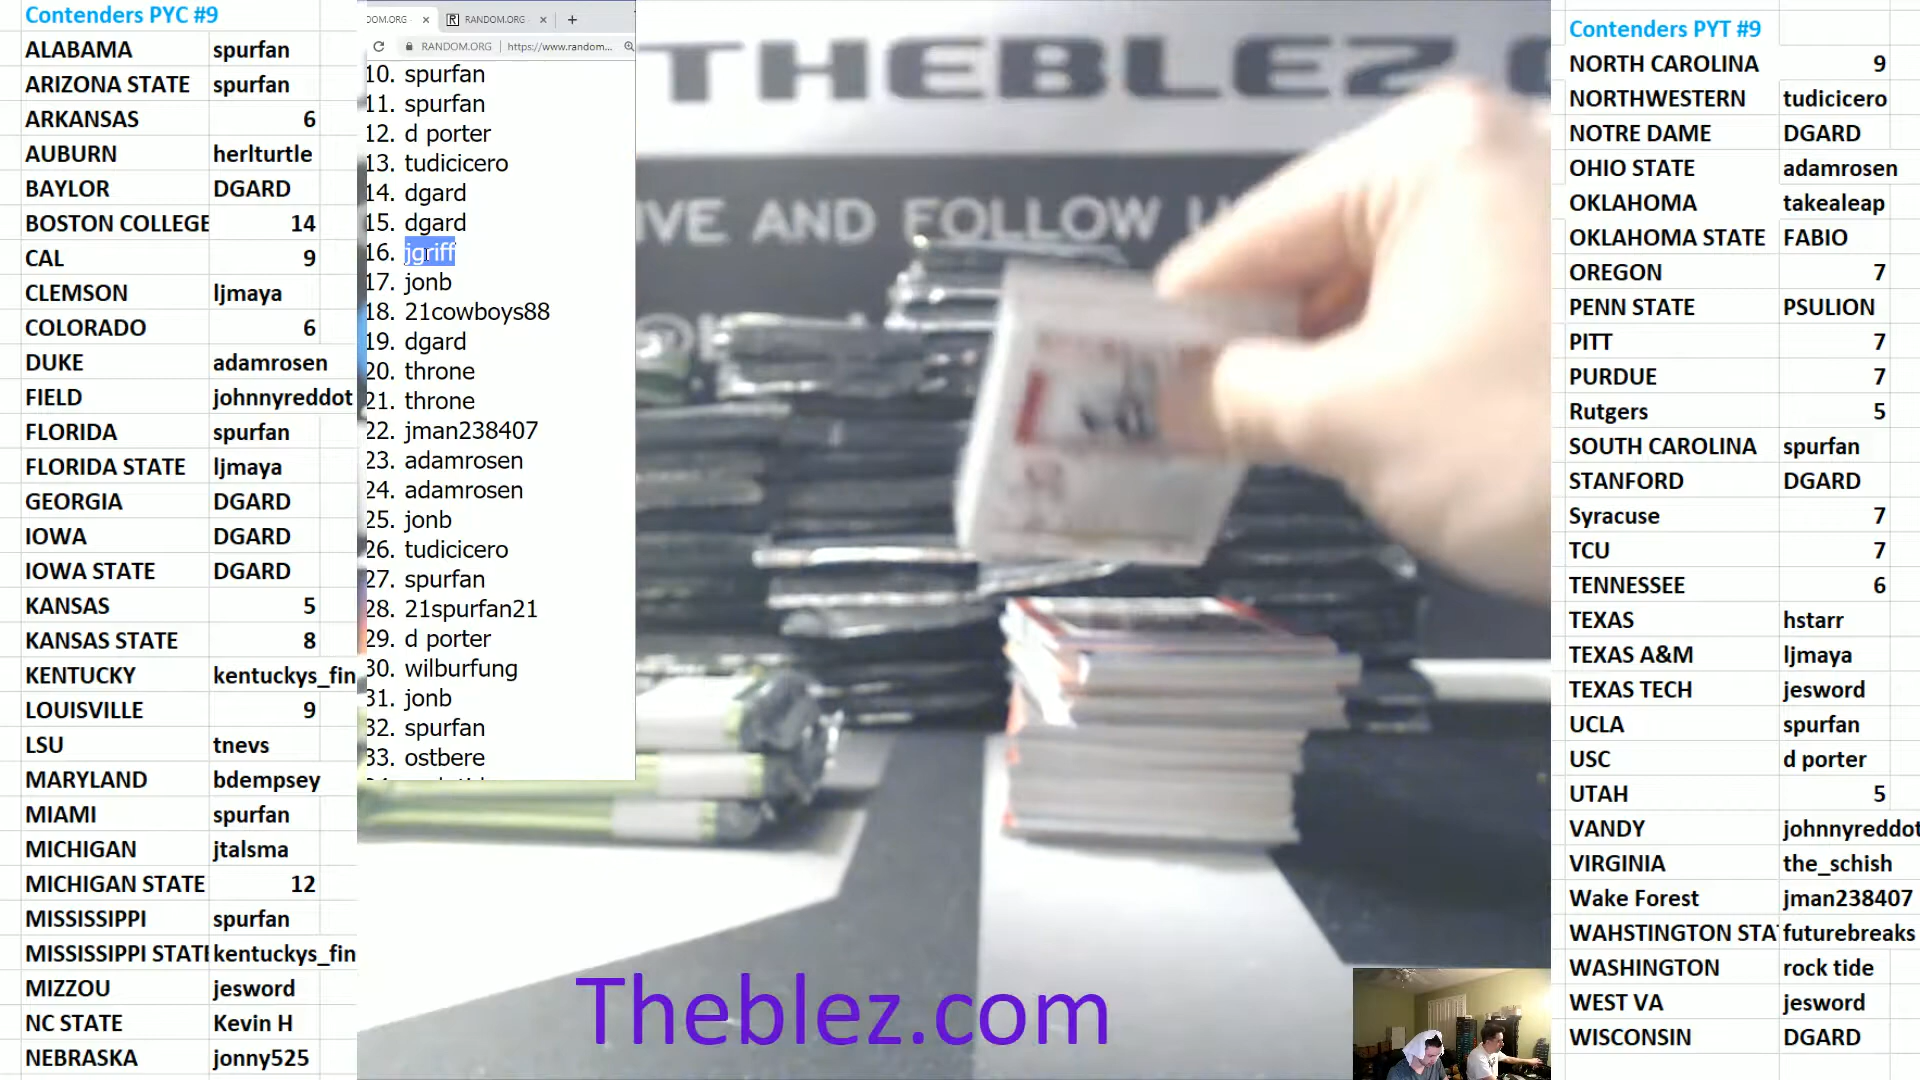 Contenders PYC #9
ALABAMA spurfan
ARIZONA STATE spurfan
ARKANSAS 6
AUBURN herlturtle
BAYLOR DGARD
BOSTON COLLEGE 14
CAL 9
CLEMSON ljmaya
COLORADO 6
DUKE adamrosen
FIELD johnnyreddot
FLORIDA spurfan
FLORIDA STATE ljmaya
GEORGIA DGARD
IOWA DGARD
IOWA STATE DGARD
KANSAS 5
KANSAS STATE 8
KENTUCKY kentuckys_fin
LOUISVILLE 9
LSU tnevs
MARYLAND bdempsey
MIAMI spurfan
MICHIGAN jtalsma
MICHIGAN STATE 12
MISSISSIPPI spurfan
MISSISSIPPI STATE kentuckys_fin
MIZZOU jesword
NC STATE Kevin H
NEBRASKA jonny525
DOM.ORG - RANDOM.ORG -
RANDOM.ORG https://www.random...
10. spurfan
11. spurfan
12. d porter
13. tudicicero
14. dgard
15. dgard
16. jgriff
17. jonb
18. 21cowboys88
19. dgard
20. throne
21. throne
22. jman238407
23. adamrosen
24. adamrosen
25. jonb
26. tudicicero
27. spurfan
28. 21spurfan21
29. d porter
30. wilburfung
31. jonb
32. spurfan
33. ostbere
THEBLEZ
IVE AND FOLLOW
Theblez.com
Contenders PYT #9
NORTH CAROLINA 9
NORTHWESTERN tudicicero
NOTRE DAME DGARD
OHIO STATE adamrosen
OKLAHOMA takealeap
OKLAHOMA STATE FABIO
OREGON 7
PENN STATE PSULION
PITT 7
PURDUE 7
Rutgers 5
SOUTH CAROLINA spurfan
STANFORD DGARD
Syracuse 7
TCU 7
TENNESSEE 6
TEXAS hstarr
TEXAS A&M ljmaya
TEXAS TECH jesword
UCLA spurfan
USC d porter
UTAH 5
VANDY johnnyreddot
VIRGINIA the_schish
Wake Forest jman238407
WAHSTINGTON STA futurebreaks
WASHINGTON rock tide
WEST VA jesword
WISCONSIN DGARD